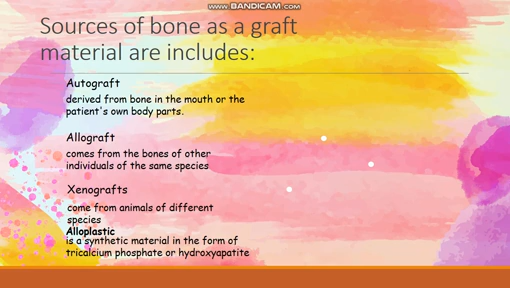 www.BANDICAM.com
Sources of bone as a graft
material are includes:
Autograft
derived from bone in the mouth or the
patient's own body parts.
Allograft
comes from the bones of other
individuals of the same species
Xenografts
come from animals of different
species
Alloplastic
is a synthetic material in the form of
tricalcium phosphate or hydroxyapatite